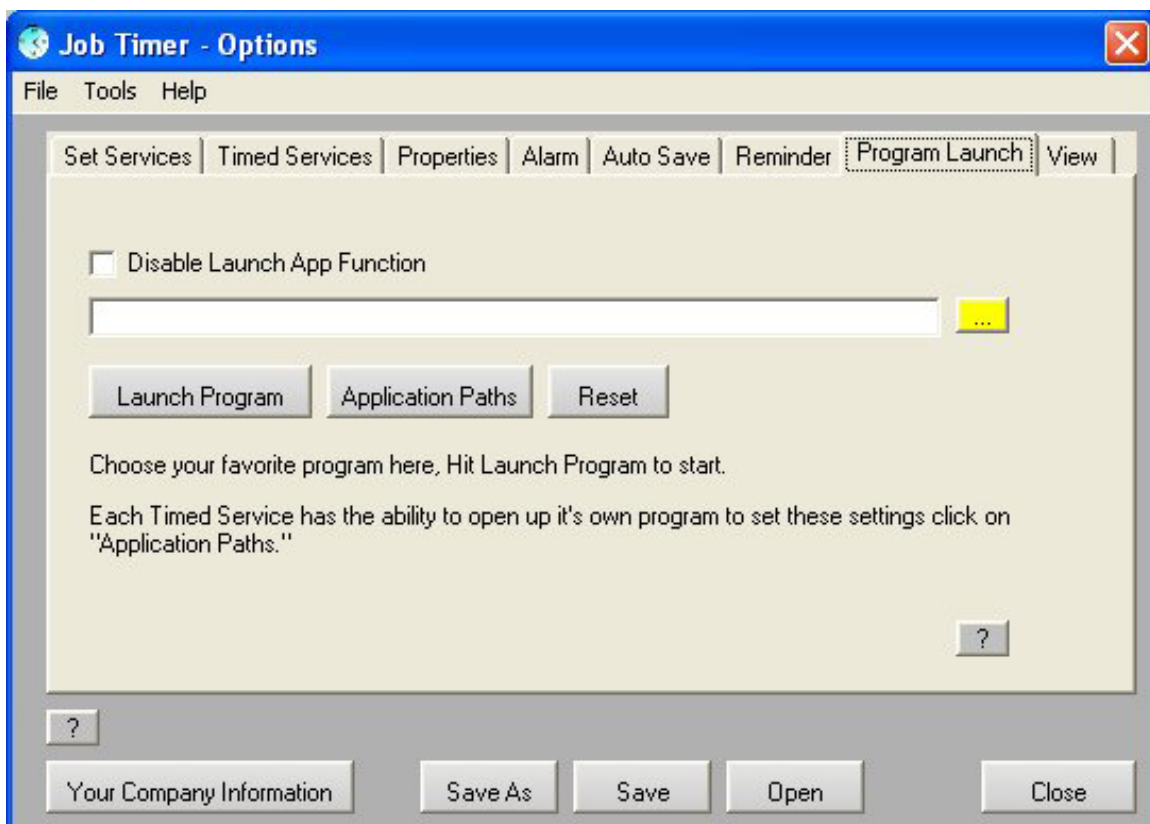 Job Timer - Options
File Tools Help
Set Services Timed Services Properties Alarm Auto Save Reminder Program Launch View
Disable Launch App Function
...
Launch Program Application Paths Reset
Choose your favorite program here, Hit Launch Program to start.
Each Timed Service has the ability to open up it's own program to set these settings click on
"Application Paths."
?
?
Your Company Information Save As Save Open Close